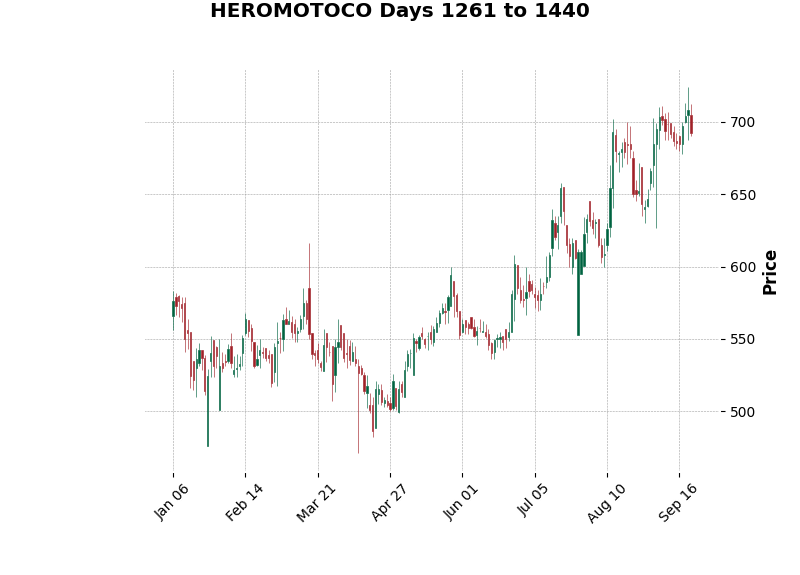 HEROMOTOCO Days 1261 to 1440
700
650
600
550
500
Price
Jan 06
Feb 14
Mar 21
Apr 27
Jun 01
Jul 05
Aug 10
Sep 16